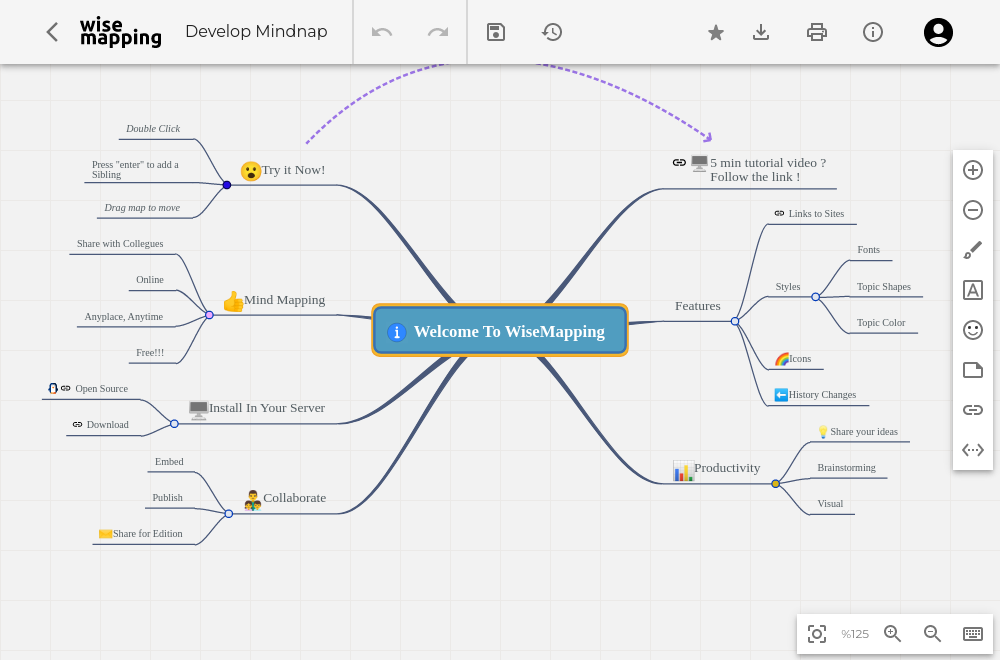 wise
mapping
Develop Mindnap
Double Click
Press "enter" to add a
Sibling
Drag map to move
Try it Now!
Share with Collegues
Online
Anyplace, Anytime
Free!!!
Mind Mapping
Open Source
Download
Install In Your Server
Embed
Publish
Share for Edition
Collaborate
Welcome To WiseMapping
5 min tutorial video ?
Follow the link !
Features
Links to Sites
Styles
Fonts
Topic Shapes
Topic Color
Icons
History Changes
Productivity
Share your ideas
Brainstorming
Visual
A
%125